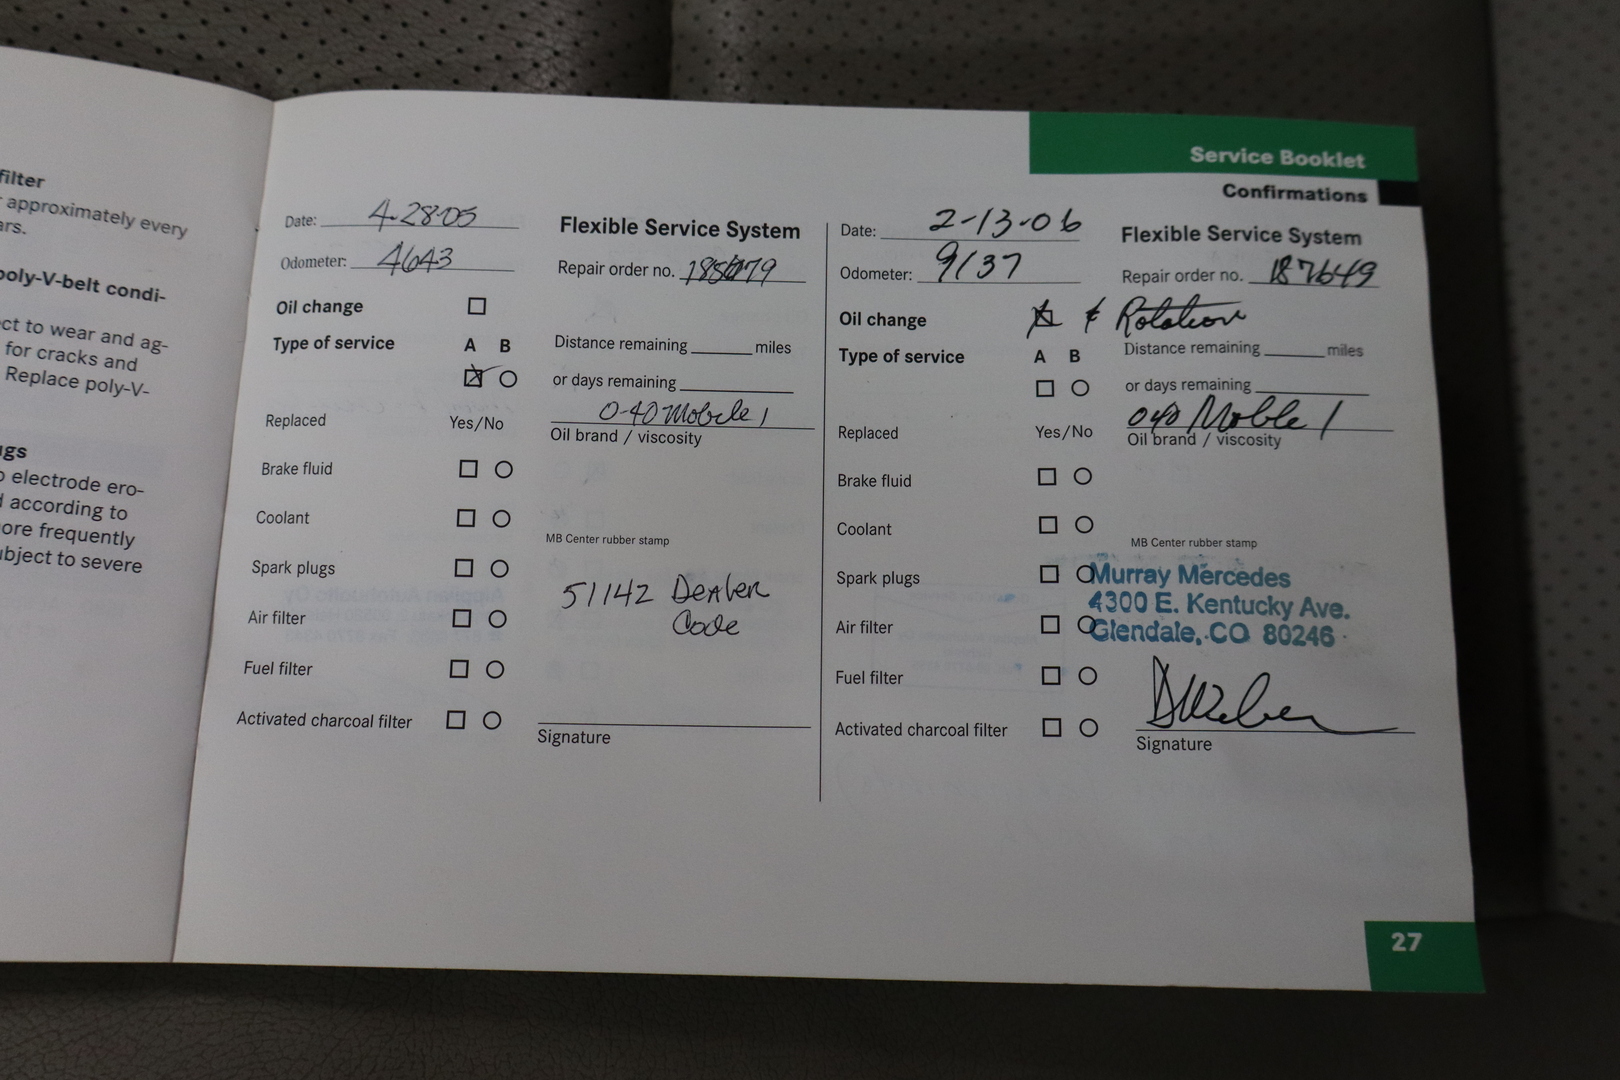 filter
approximately every
ars.
poly-V-belt condi-
ct to wear and ag-
for cracks and
Replace poly-V-
gs
o electrode ero-
d according to
ore frequently
ubject to severe
Service Booklet
Confirmations
Date: 4-28-05
Odometer: 4643
Flexible Service System
Repair order no.
Oil change
Type of service A B
Distance remaining ______ miles
or days remaining
0-40 Mobile 1
Oil brand / viscosity
Replaced Yes/No
Brake fluid
Coolant
MB Center rubber stamp
Spark plugs
51142 Dealer
Code
Air filter
Fuel filter
Activated charcoal filter
Signature
Date: 2-13-06
Odometer: 9137
Flexible Service System
Repair order no. 187649
Oil change & Rotation
Type of service A B
Distance remaining ______ miles
or days remaining
040 Moble 1
Oil brand / viscosity
Replaced Yes/No
Brake fluid
Coolant
MB Center rubber stamp
Spark plugs
Murray Mercedes
4300 E. Kentucky Ave.
Glendale, CO 80246
Air filter
Fuel filter
Activated charcoal filter
Signature
27